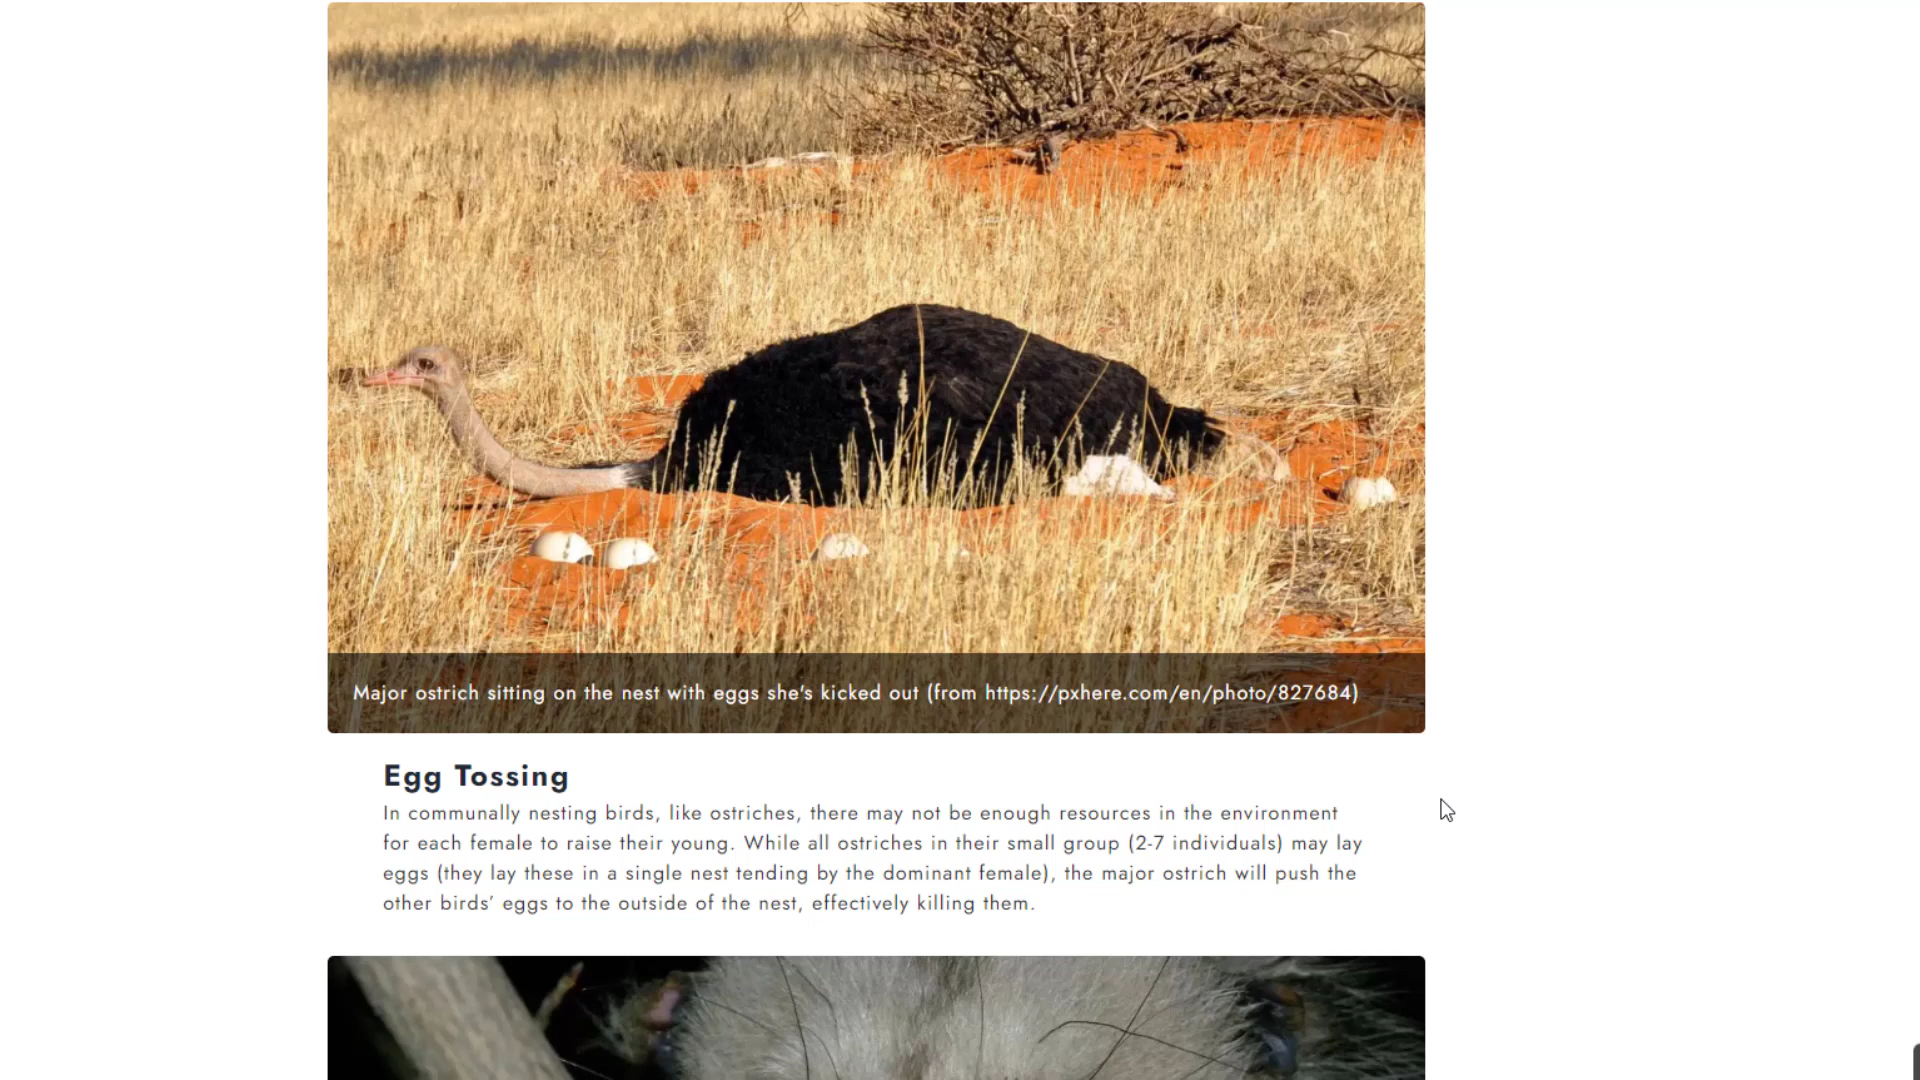 Major ostrich sitting on the nest with eggs she's kicked out (from https://pxhere.com/en/photo/827684)
Egg Tossing
In communally nesting birds, like ostriches, there may not be enough resources in the environment
for each female to raise their young. While all ostriches in their small group (2-7 individuals) may lay
eggs (they lay these in a single nest tending by the dominant female), the major ostrich will push the
other birds’ eggs to the outside of the nest, effectively killing them.